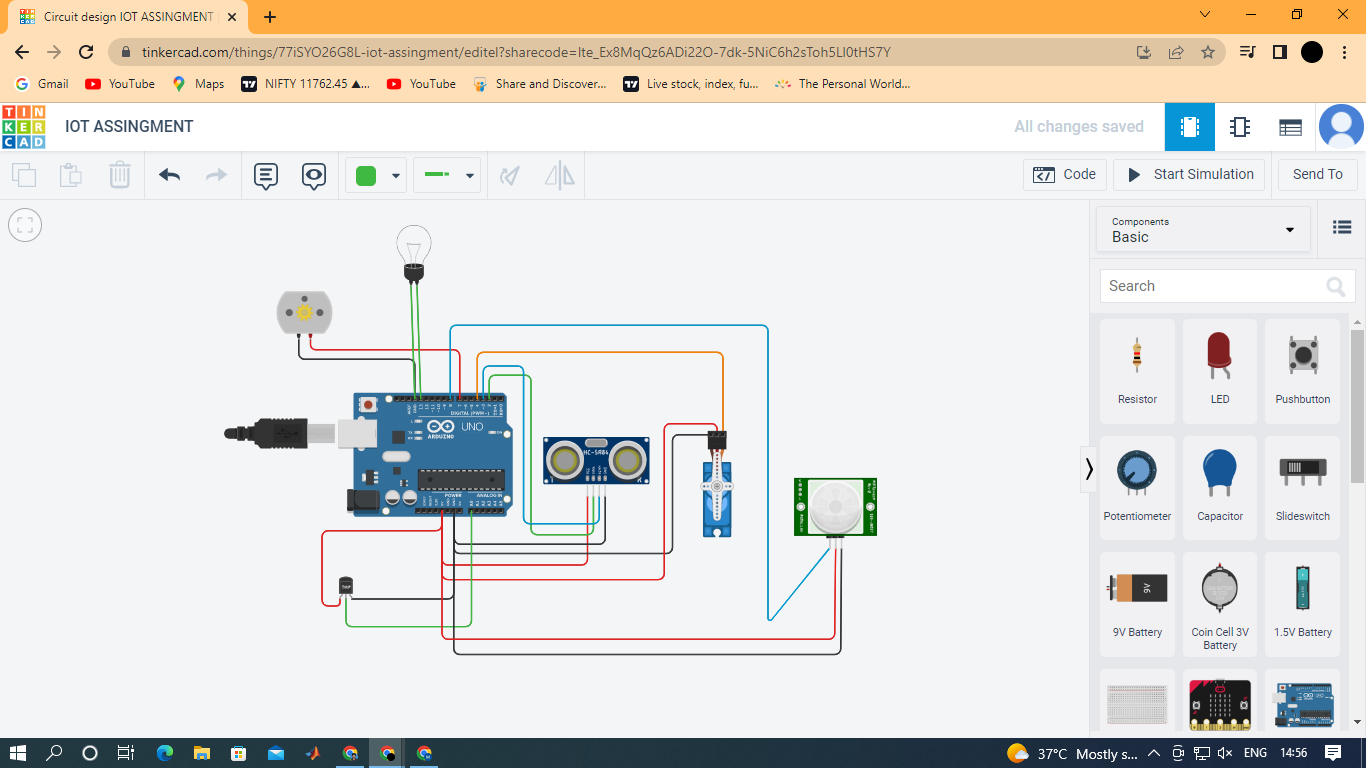 Circuit design IOT ASSINGMENT
tinkercad.com/things/77iSYO26G8L-iot-assingment/editel?sharecode=Ite_Ex8MqQz6ADi22O-7dk-5NiC6h2sToh5LI0tHS7Y
Gmail YouTube Maps NIFTY 11762.45 ▲... YouTube Share and Discover... Live stock, index, fu... The Personal World...
TIN
KER
CAD
IOT ASSINGMENT
All changes saved
Code Start Simulation Send To
Components
Basic
Search
Resistor LED Pushbutton
Potentiometer Capacitor Slideswitch
9V
9V Battery Coin Cell 3V Battery 1.5V Battery
DIGITAL (PWM~)
UNO
ARDUINO
POWER ANALOG IN
HC-SR04
TMP
37°C Mostly s... ENG 14:56